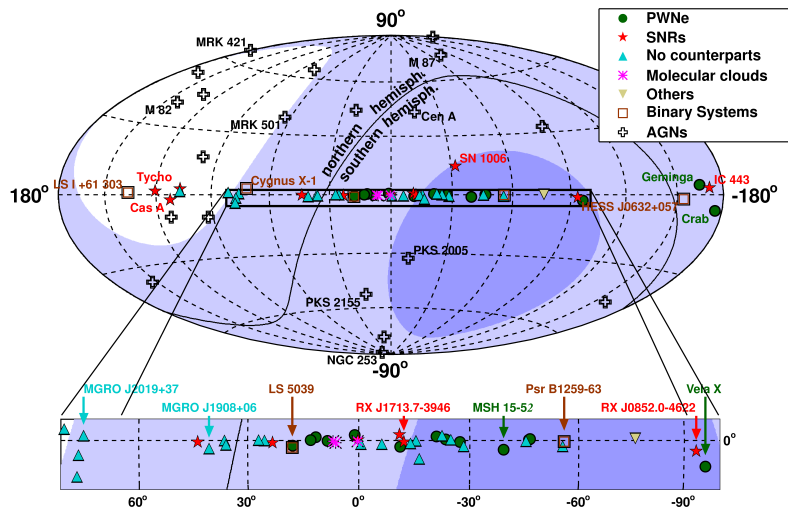 90°
PWNe
SNRs
No counterparts
Molecular clouds
Others
Binary Systems
AGNs
MRK 421
M 87
M 82
MRK 501
Cen A
northern hemisph.
southern hemisph.
SN 1006
LS I +61 303
Tycho
Cas A
Cygnus X-1
Geminga
IC 443
180°
-180°
HESS J0632+057
Crab
PKS 2005
PKS 2155
NGC 253
-90°
MGRO J2019+37
LS 5039
Psr B1259-63
Vela X
MGRO J1908+06
RX J1713.7-3946
MSH 15-52
RX J0852.0-4622
0°
60°
30°
0°
-30°
-60°
-90°